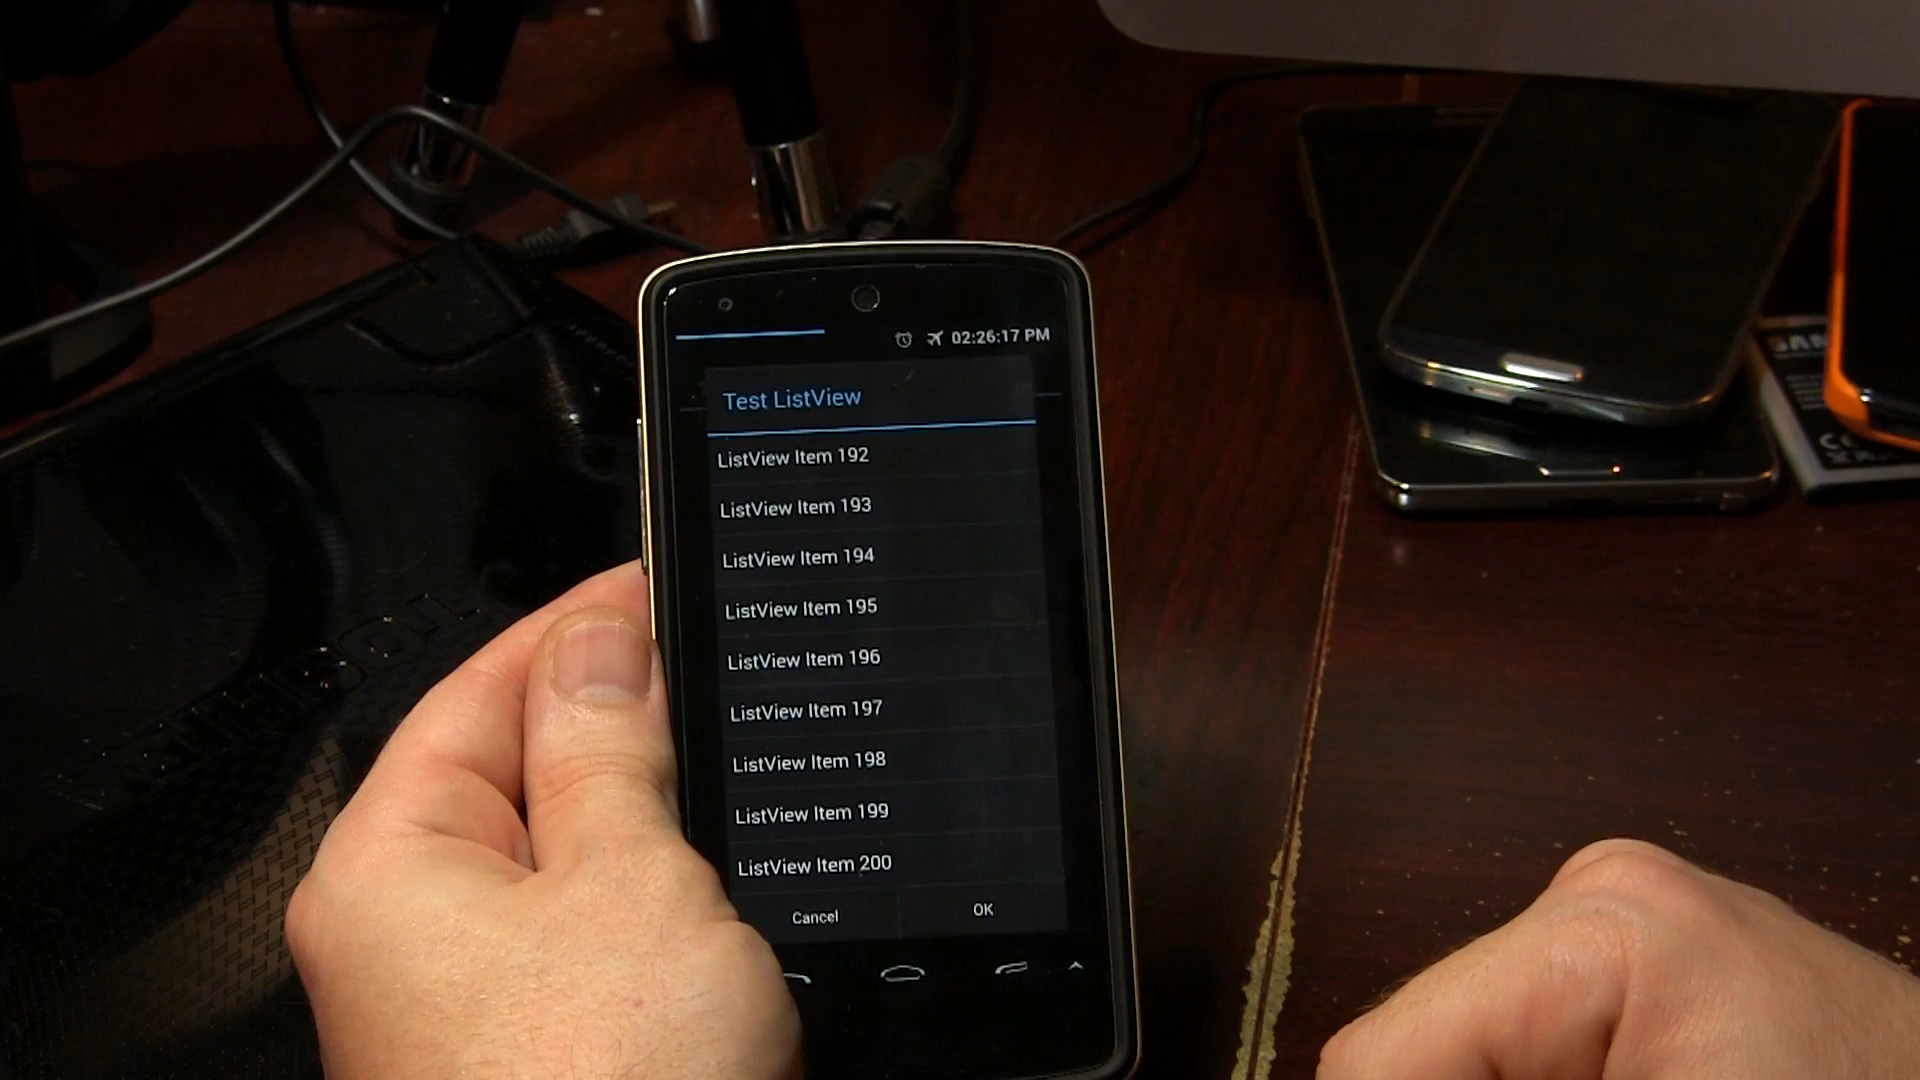 02:26:17 PM
Test ListView
ListView Item 192
ListView Item 193
ListView Item 194
ListView Item 195
ListView Item 196
ListView Item 197
ListView Item 198
ListView Item 199
ListView Item 200
Cancel
OK